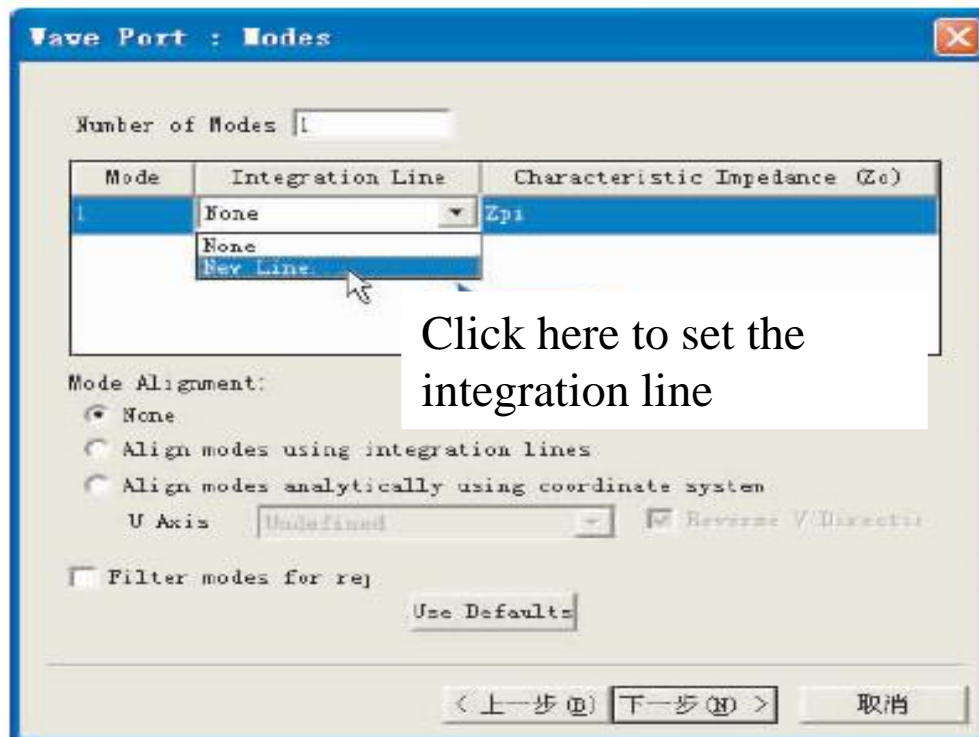 Wave Port : Modes
Number of Modes 1
Mode Integration Line Characteristic Impedance (Zo)
1 None Zpi
None
New Line.
Click here to set the
integration line
Mode Alignment:
None
Align modes using integration lines
Align modes analytically using coordinate system
U Axis Undefined Reverse V Directi
Filter modes for rep
Use Defaults
< 上一步(B) 下一步(N) > 取消